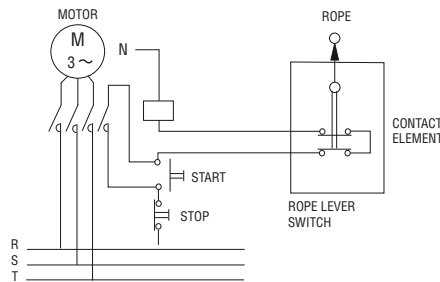 MOTOR
M
3 ~
N
ROPE
CONTACT
ELEMENT
START
STOP
ROPE LEVER
SWITCH
R
S
T